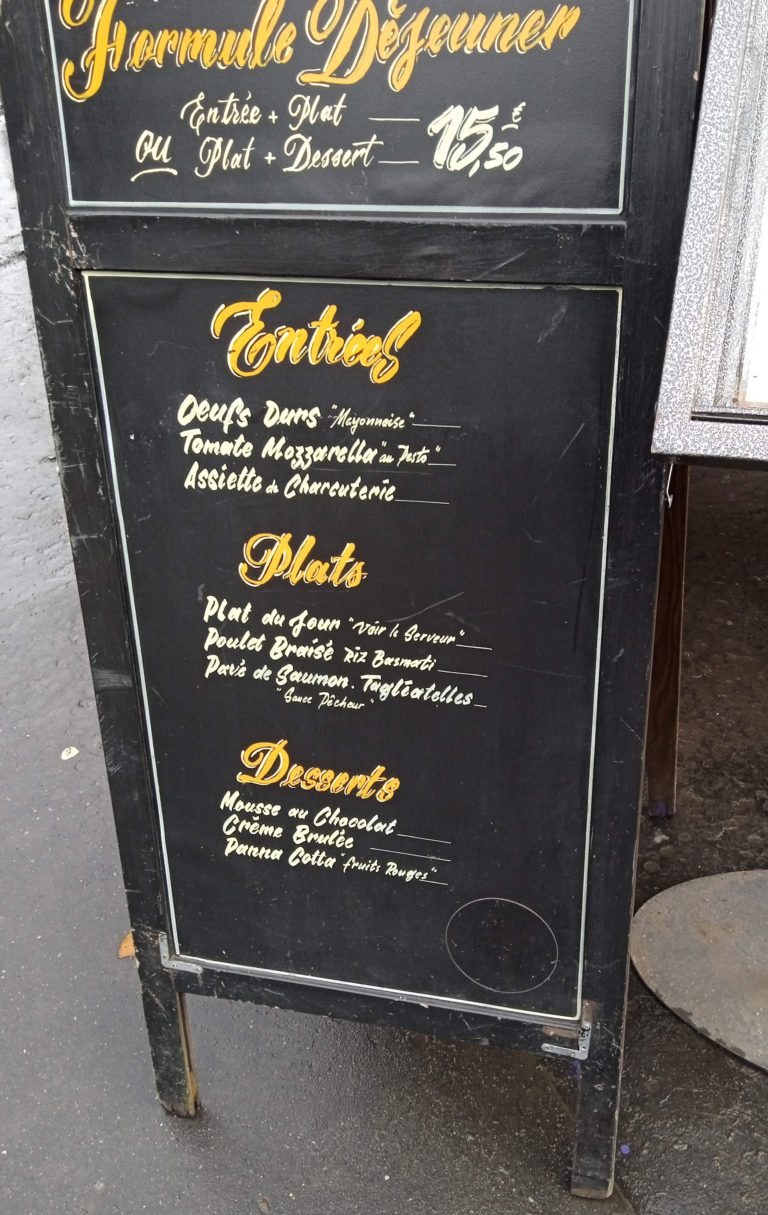 Formule Déjeuner
Entrée + Plat
OU Plat + Dessert
15,50 €
Entrées
Oeufs Durs "Mayonnaise"
Tomate Mozzarella "au Pesto"
Assiette de Charcuterie
Plats
Plat du Jour "voir le Serveur"
Poulet Braisé Riz Basmati
Pavé de Saumon. Tagliatelles
"Sauce Pêcheur"
Desserts
Mousse au Chocolat
Crème Brulée
Panna Cotta "fruits Rouges"